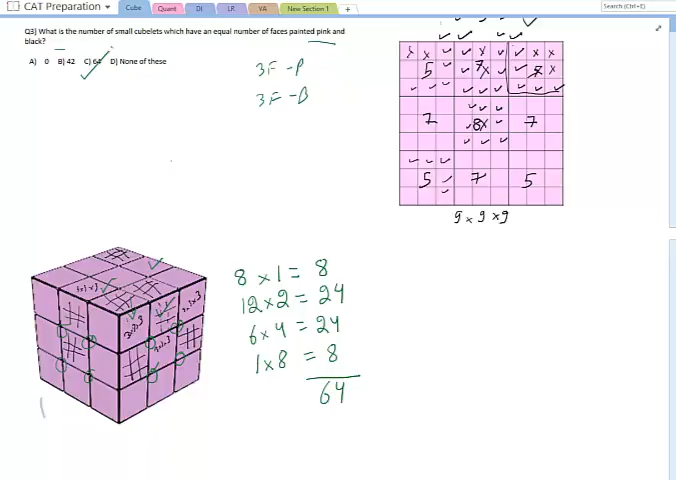 CAT Preparation
Cube Quant DI LR VA New Section 1 +
Search (Ctrl+E)
Q3) What is the number of small cubelets which have an equal number of faces painted pink and
black?
A) 0 B) 42 C) 64 D) None of these
3F - P
3F - B
5 7 7
7 8 7
5 7 5
9 x 9 x 9
8 x 1 = 8
12 x 2 = 24
6 x 4 = 24
1 x 8 = 8
64